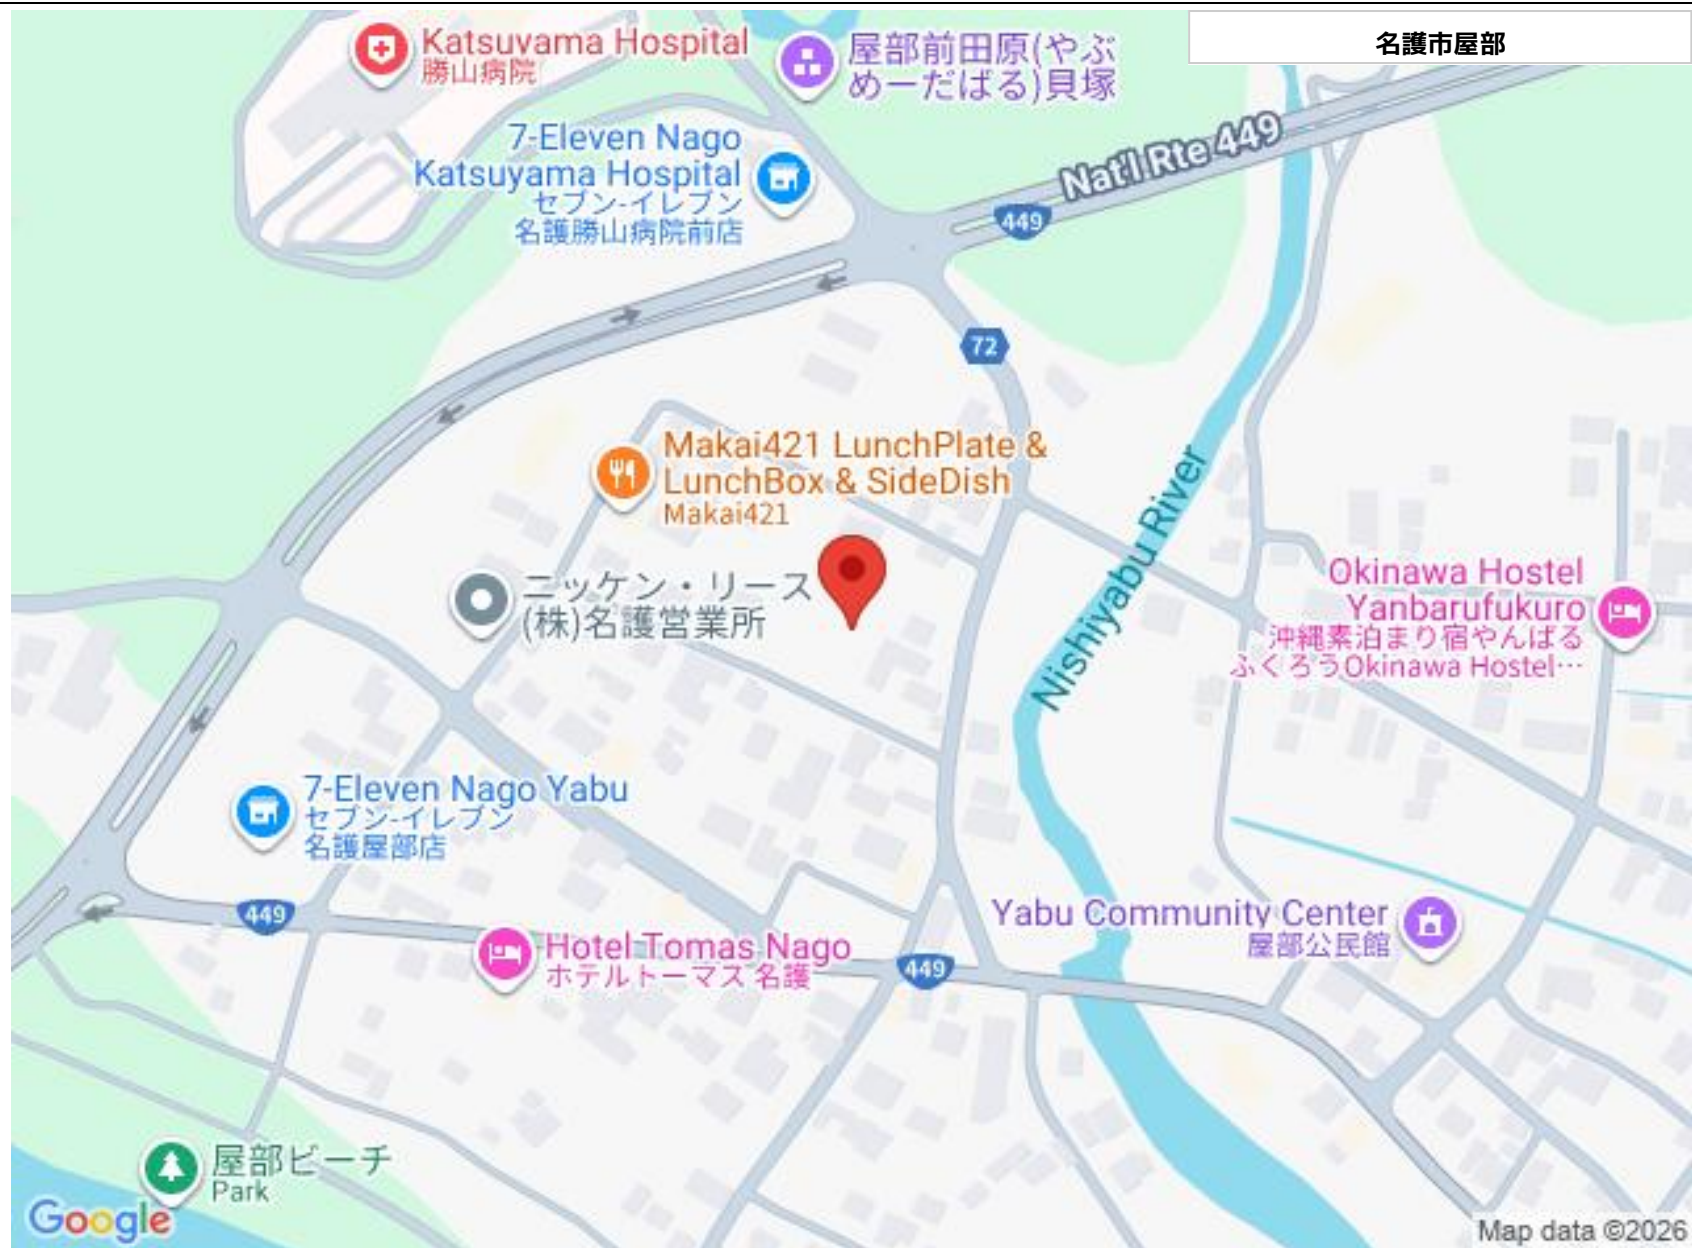 名護市屋部
Katsuyama Hospital
勝山病院
屋部前田原(やぶ
めーだばる)貝塚
7-Eleven Nago
Katsuyama Hospital
セブン-イレブン
名護勝山病院前店
Nat'l Rte 449
449
72
Makai421 LunchPlate &
LunchBox & SideDish
Makai421
ニッケン・リース
(株)名護営業所
Nishiyabu River
Okinawa Hostel
Yanbarufukuro
沖縄素泊まり宿やんばる
ふくろうOkinawa Hostel…
7-Eleven Nago Yabu
セブン-イレブン
名護屋部店
449
Yabu Community Center
屋部公民館
Hotel Tomas Nago
ホテルトーマス 名護
449
屋部ビーチ
Park
Google
Map data ©2026